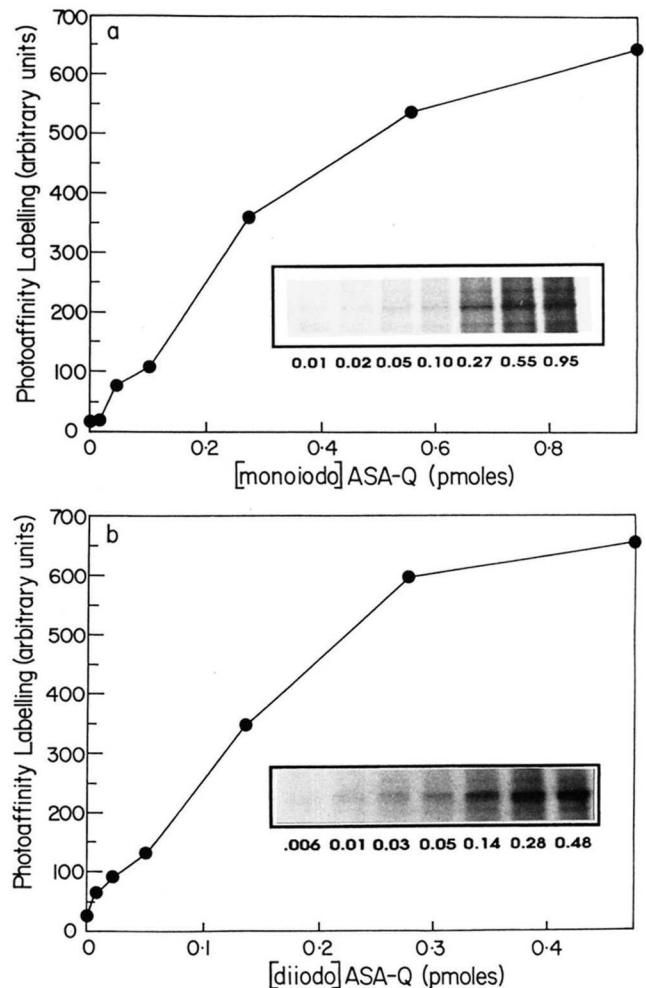 a
Photoaffinity Labelling (arbitrary units)
700
600
500
400
300
200
100
0
0.01 0.02 0.05 0.10 0.27 0.55 0.95
0 0·2 0·4 0·6 0·8
[monoiodo] ASA-Q (pmoles)
b
Photoaffinity Labelling (arbitrary units)
700
600
500
400
300
200
100
0
.006 0.01 0.03 0.05 0.14 0.28 0.48
0 0·1 0·2 0·3 0·4
[diiodo] ASA-Q (pmoles)